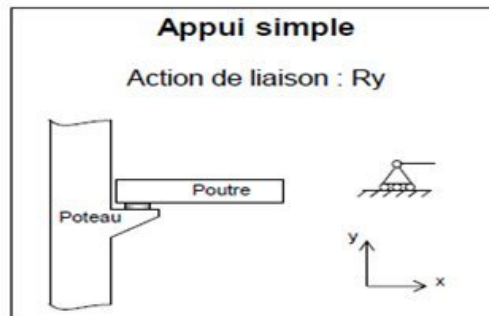 Appui simple
Action de liaison : Ry
Poutre
Poteau
y
x